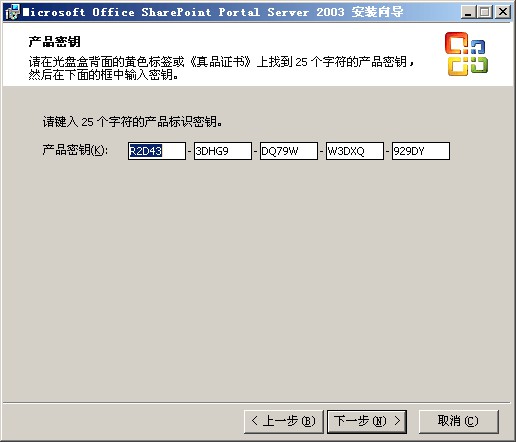 Microsoft Office SharePoint Portal Server 2003 安装向导
产品密钥
请在光盘盒背面的黄色标签或《真品证书》上找到 25 个字符的产品密钥，
然后在下面的框中输入密钥。
请键入 25 个字符的产品标识密钥。
产品密钥(K): R2D43 - 3DHG9 - DQ79W - W3DXQ - 929DY
< 上一步(B) 下一步(N) > 取消(C)